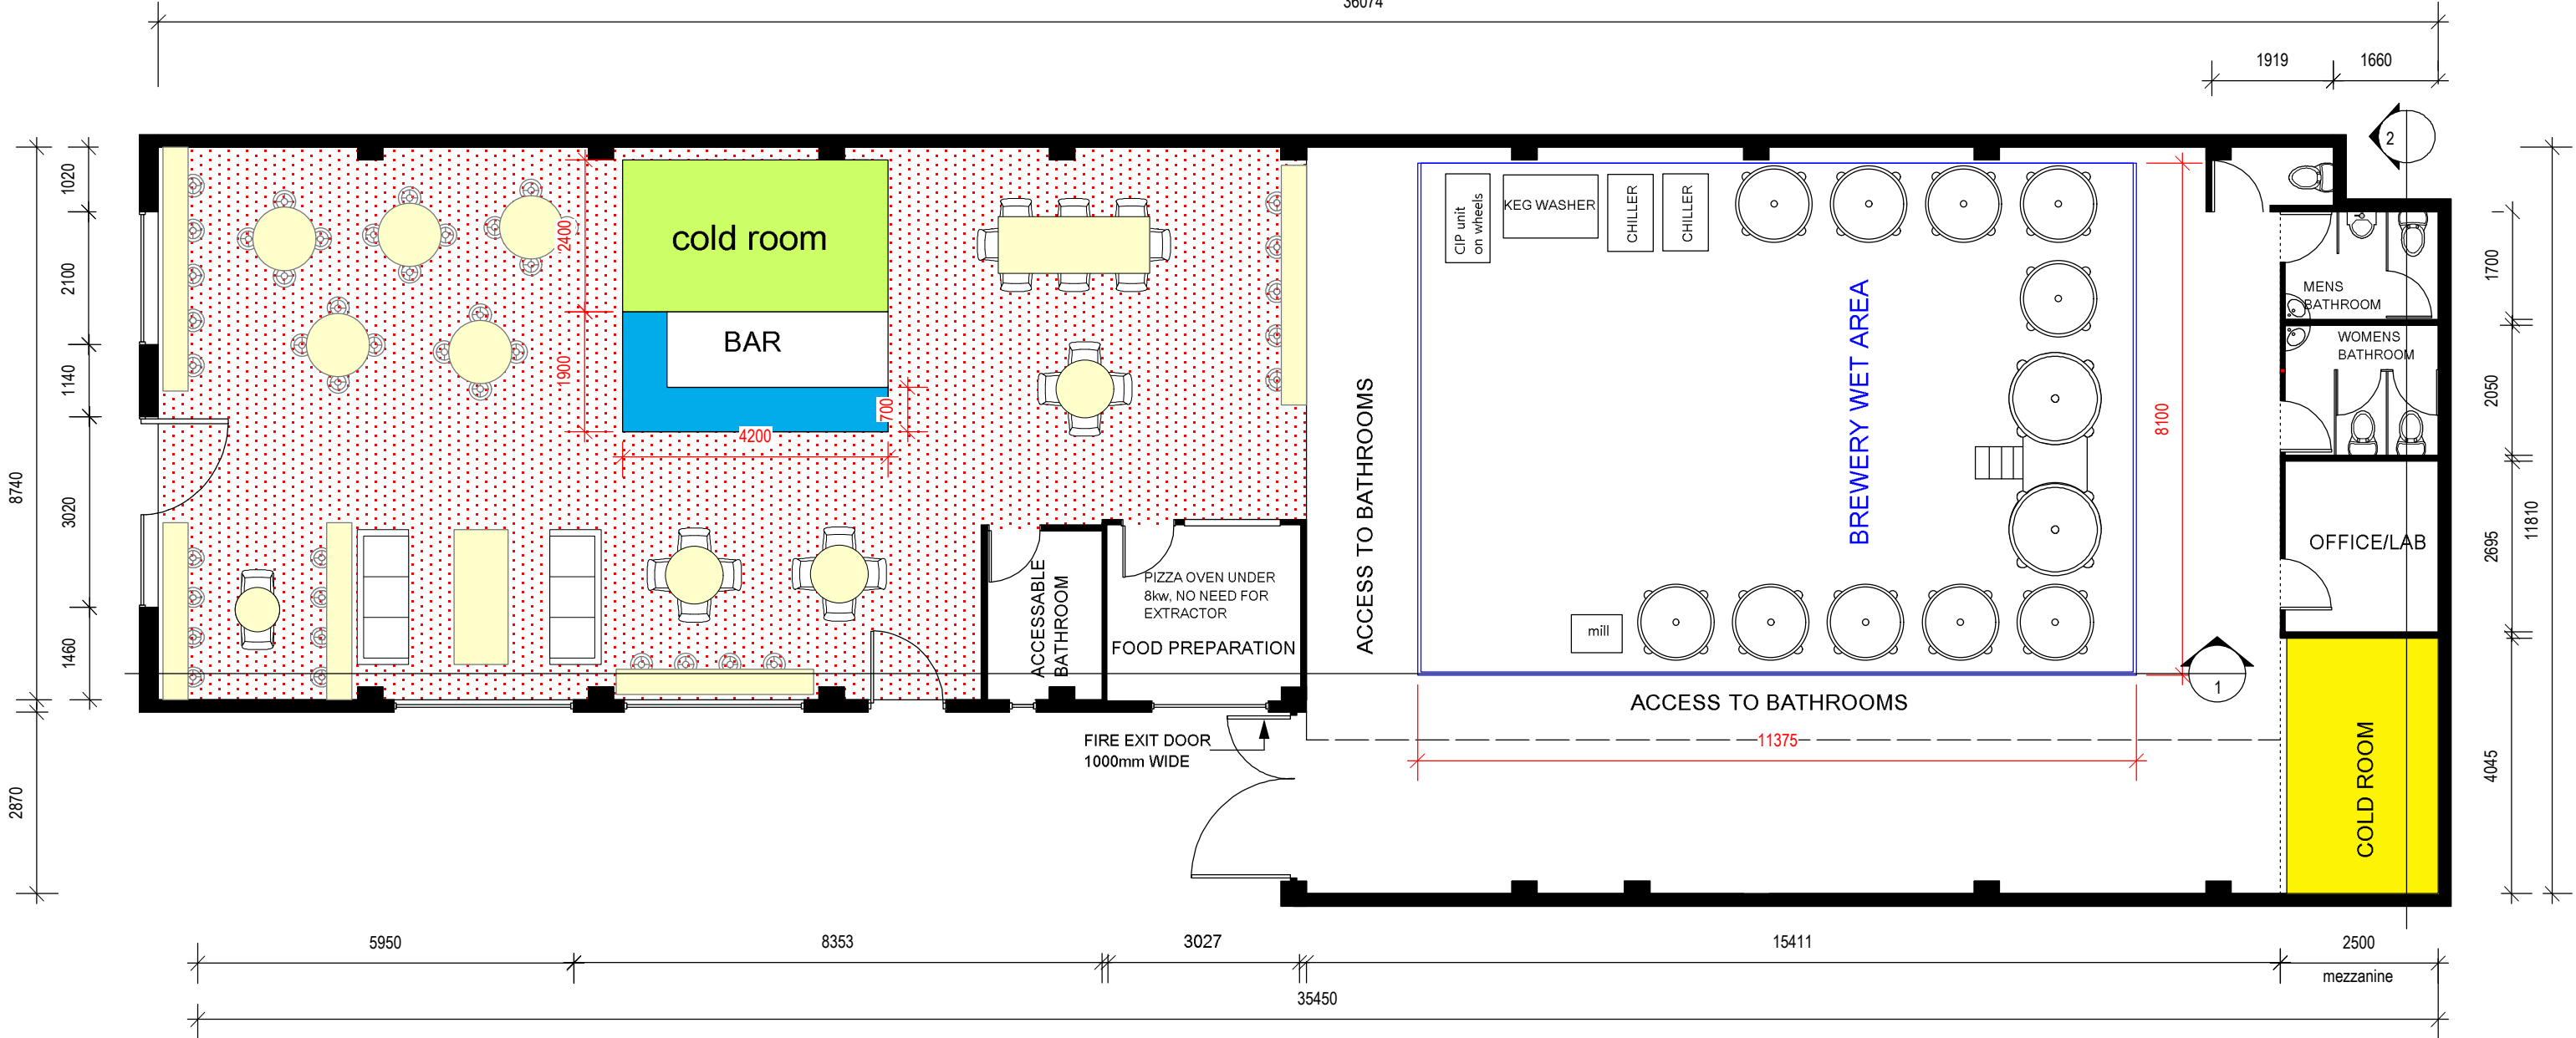 36074
1919
1660
2
1020
2100
1140
3020
1460
8740
2870
2400
1900
700
4200
cold room
BAR
CIP unit
on wheels
KEG WASHER
CHILLER
CHILLER
BREWERY WET AREA
8100
ACCESS TO BATHROOMS
MENS
BATHROOM
WOMENS
BATHROOM
OFFICE/LAB
1700
2050
2695
4045
11810
ACCESSABLE
BATHROOM
PIZZA OVEN UNDER
8kw, NO NEED FOR
EXTRACTOR
FOOD PREPARATION
mill
1
ACCESS TO BATHROOMS
FIRE EXIT DOOR
1000mm WIDE
11375
COLD ROOM
5950
8353
3027
15411
2500
mezzanine
35450